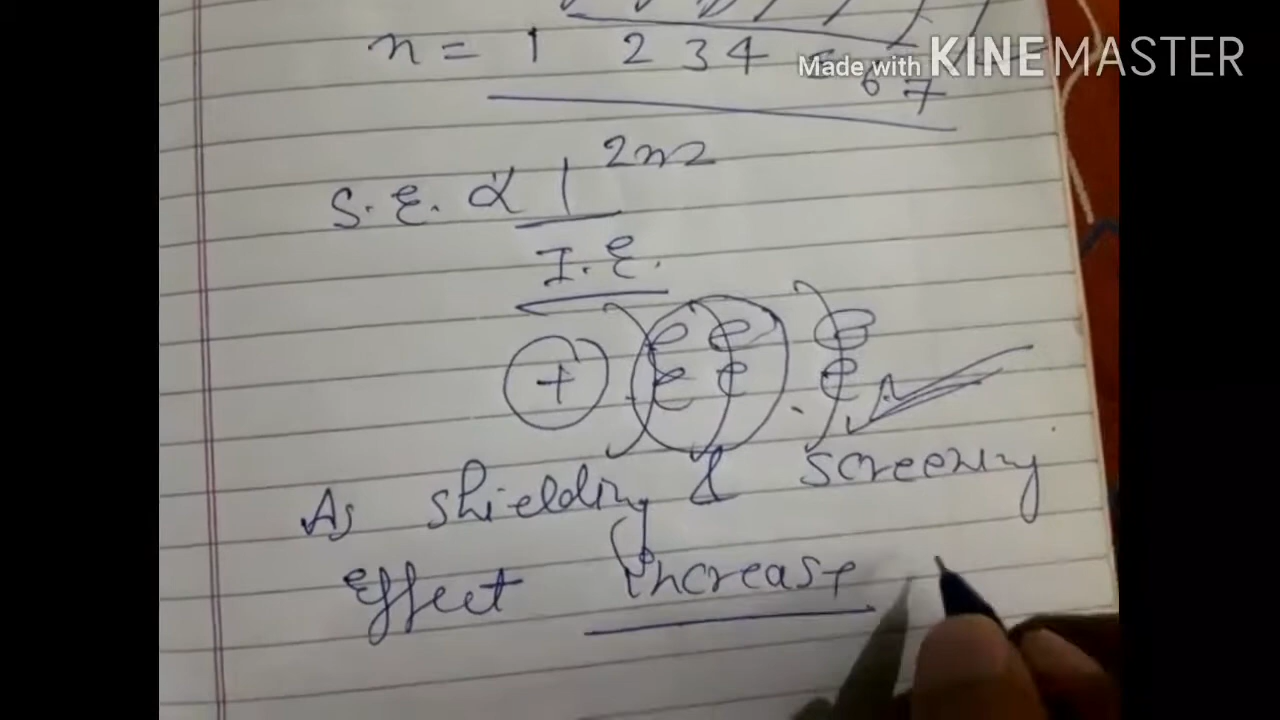 n = 1 2 3 4 5 6 7
Made with KINEMASTER
2n2
S.E. α 1
I.E.
+ e e e
e e e
As shielding & screening
effect increase